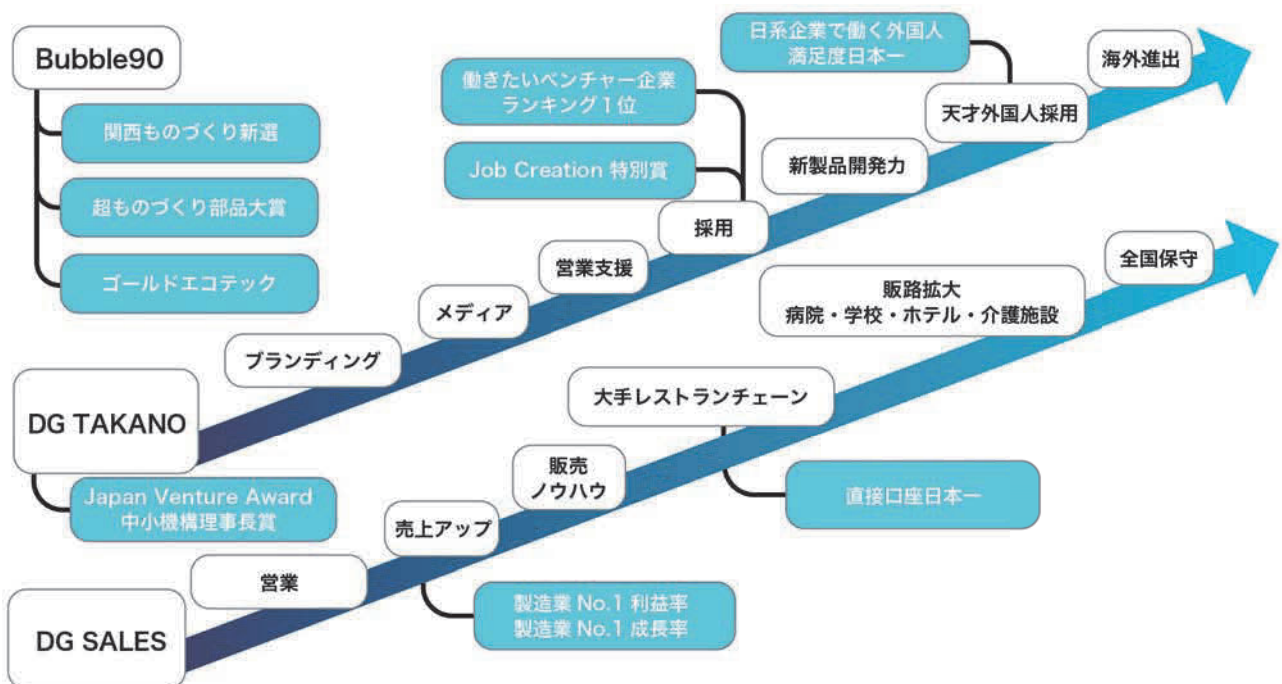 Bubble90
関西ものづくり新選
超ものづくり部品大賞
ゴールドエコテック
日系企業で働く外国人
満足度日本一
海外進出
働きたいベンチャー企業
ランキング1位
天才外国人採用
Job Creation 特別賞
新製品開発力
採用
営業支援
メディア
ブランディング
DG TAKANO
Japan Venture Award
中小機構理事長賞
全国保守
販路拡大
病院・学校・ホテル・介護施設
大手レストランチェーン
直接口座日本一
販売
ノウハウ
売上アップ
製造業 No.1 利益率
製造業 No.1 成長率
営業
DG SALES